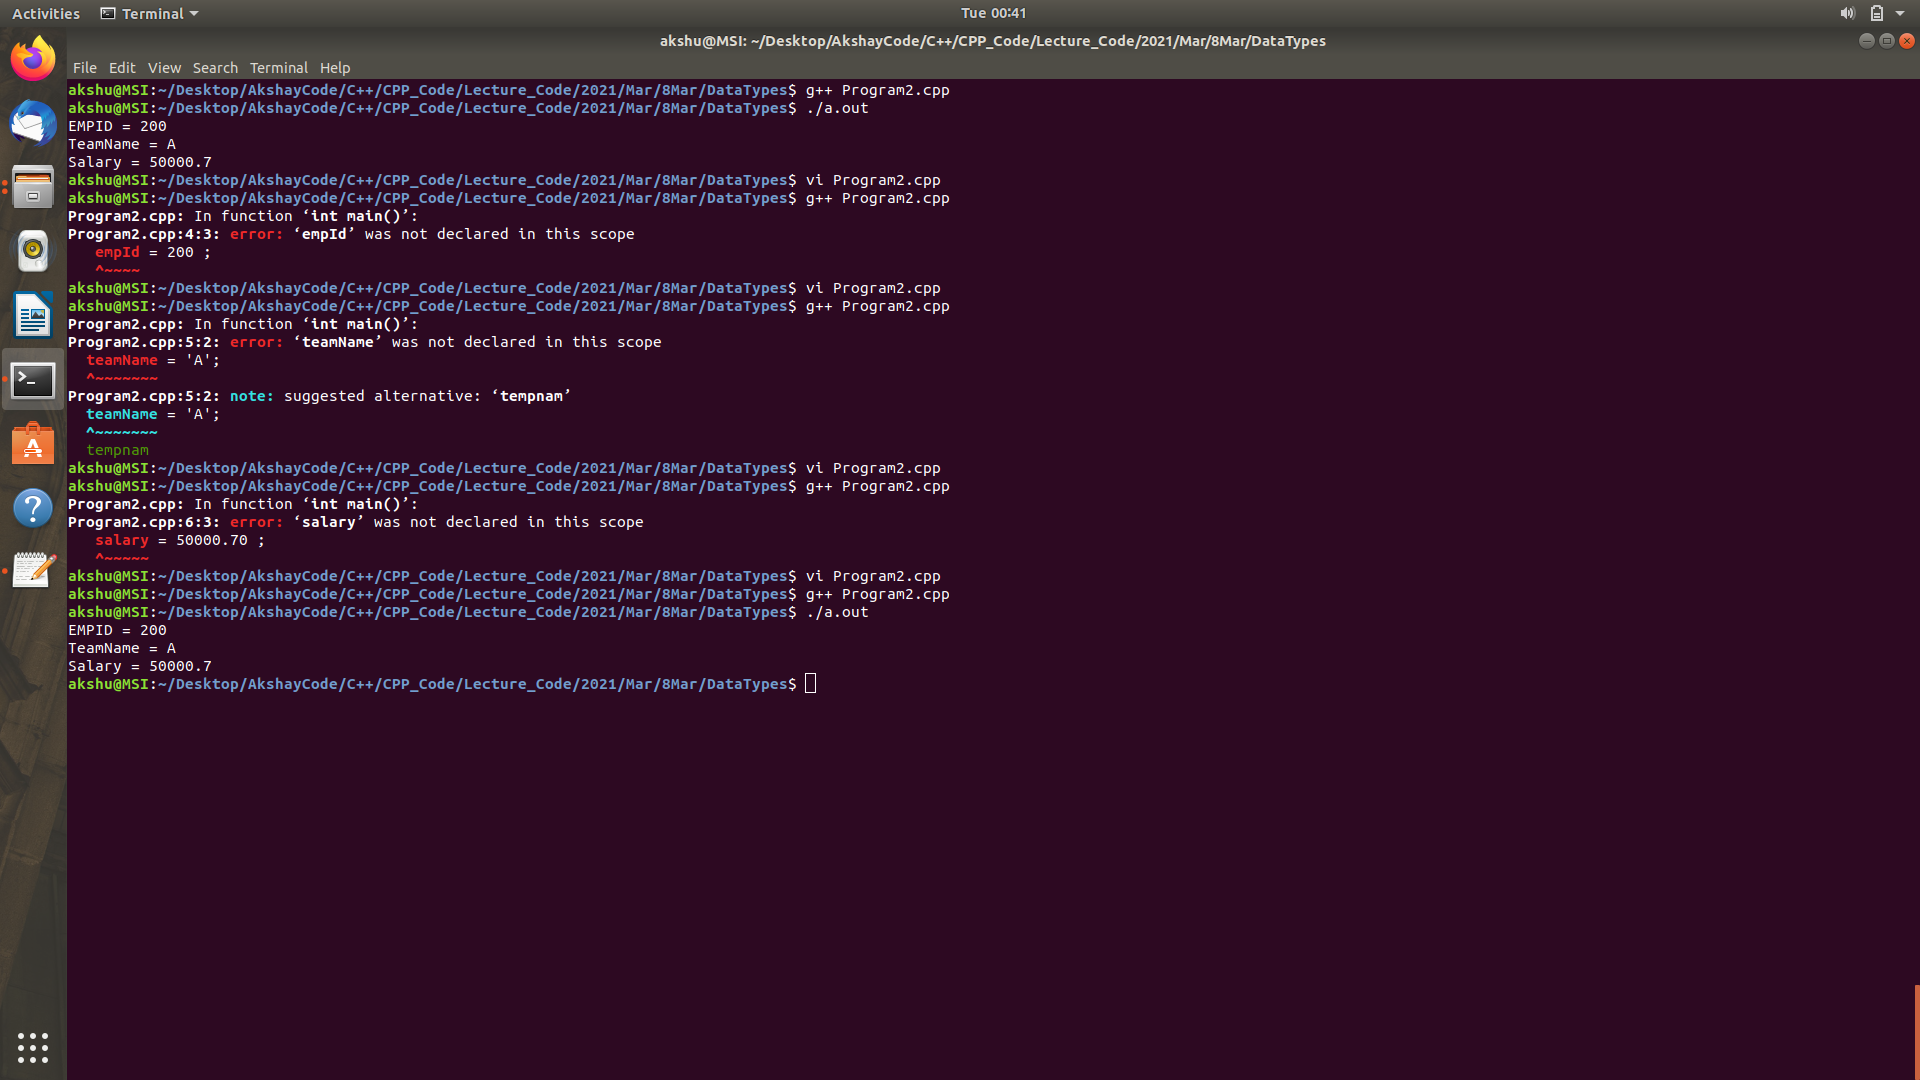 Activities Terminal Tue 00:41
akshu@MSI: ~/Desktop/AkshayCode/C++/CPP_Code/Lecture_Code/2021/Mar/8Mar/DataTypes
File Edit View Search Terminal Help
akshu@MSI:~/Desktop/AkshayCode/C++/CPP_Code/Lecture_Code/2021/Mar/8Mar/DataTypes$ g++ Program2.cpp
akshu@MSI:~/Desktop/AkshayCode/C++/CPP_Code/Lecture_Code/2021/Mar/8Mar/DataTypes$ ./a.out
EMPID = 200
TeamName = A
Salary = 50000.7
akshu@MSI:~/Desktop/AkshayCode/C++/CPP_Code/Lecture_Code/2021/Mar/8Mar/DataTypes$ vi Program2.cpp
akshu@MSI:~/Desktop/AkshayCode/C++/CPP_Code/Lecture_Code/2021/Mar/8Mar/DataTypes$ g++ Program2.cpp
Program2.cpp: In function ‘int main()’:
Program2.cpp:4:3: error: ‘empId’ was not declared in this scope
   empId = 200 ;
   ^~~~~
akshu@MSI:~/Desktop/AkshayCode/C++/CPP_Code/Lecture_Code/2021/Mar/8Mar/DataTypes$ vi Program2.cpp
akshu@MSI:~/Desktop/AkshayCode/C++/CPP_Code/Lecture_Code/2021/Mar/8Mar/DataTypes$ g++ Program2.cpp
Program2.cpp: In function ‘int main()’:
Program2.cpp:5:2: error: ‘teamName’ was not declared in this scope
  teamName = 'A';
  ^~~~~~~~
Program2.cpp:5:2: note: suggested alternative: ‘tempnam’
  teamName = 'A';
  ^~~~~~~~
  tempnam
akshu@MSI:~/Desktop/AkshayCode/C++/CPP_Code/Lecture_Code/2021/Mar/8Mar/DataTypes$ vi Program2.cpp
akshu@MSI:~/Desktop/AkshayCode/C++/CPP_Code/Lecture_Code/2021/Mar/8Mar/DataTypes$ g++ Program2.cpp
Program2.cpp: In function ‘int main()’:
Program2.cpp:6:3: error: ‘salary’ was not declared in this scope
   salary = 50000.70 ;
   ^~~~~~
akshu@MSI:~/Desktop/AkshayCode/C++/CPP_Code/Lecture_Code/2021/Mar/8Mar/DataTypes$ vi Program2.cpp
akshu@MSI:~/Desktop/AkshayCode/C++/CPP_Code/Lecture_Code/2021/Mar/8Mar/DataTypes$ g++ Program2.cpp
akshu@MSI:~/Desktop/AkshayCode/C++/CPP_Code/Lecture_Code/2021/Mar/8Mar/DataTypes$ ./a.out
EMPID = 200
TeamName = A
Salary = 50000.7
akshu@MSI:~/Desktop/AkshayCode/C++/CPP_Code/Lecture_Code/2021/Mar/8Mar/DataTypes$